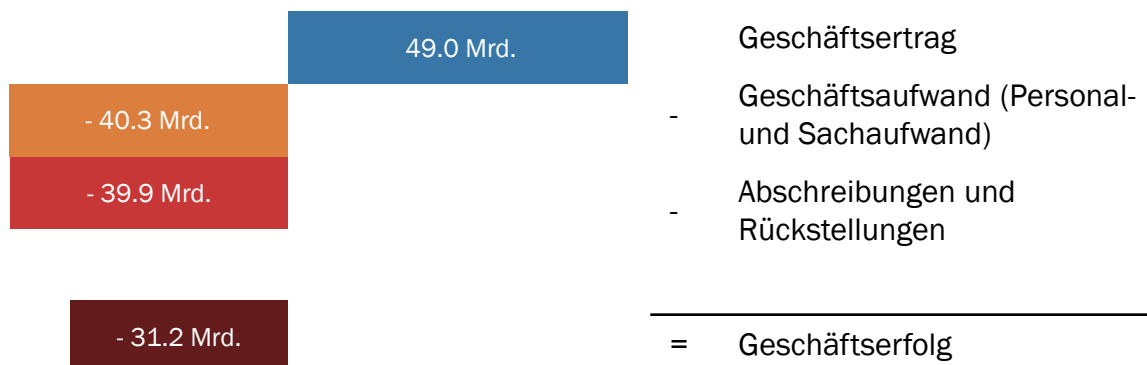 49.0 Mrd.
Geschäftsertrag
- 40.3 Mrd.
-
Geschäftsaufwand (Personal-
und Sachaufwand)
- 39.9 Mrd.
-
Abschreibungen und
Rückstellungen
- 31.2 Mrd.
=
Geschäftserfolg